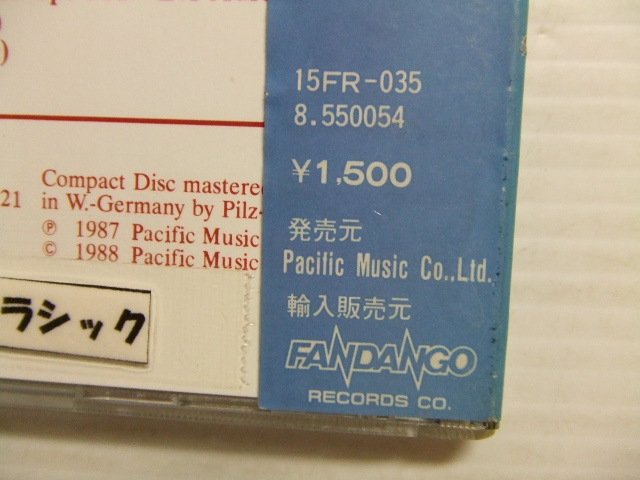 )
21
Compact Disc mastere
in W.-Germany by Pilz-
℗ 1987 Pacific Music
© 1988 Pacific Music
ラシック
15FR-035
8.550054
¥1,500
発売元
Pacific Music Co.,Ltd.
輸入販売元
FANDANGO
RECORDS CO.